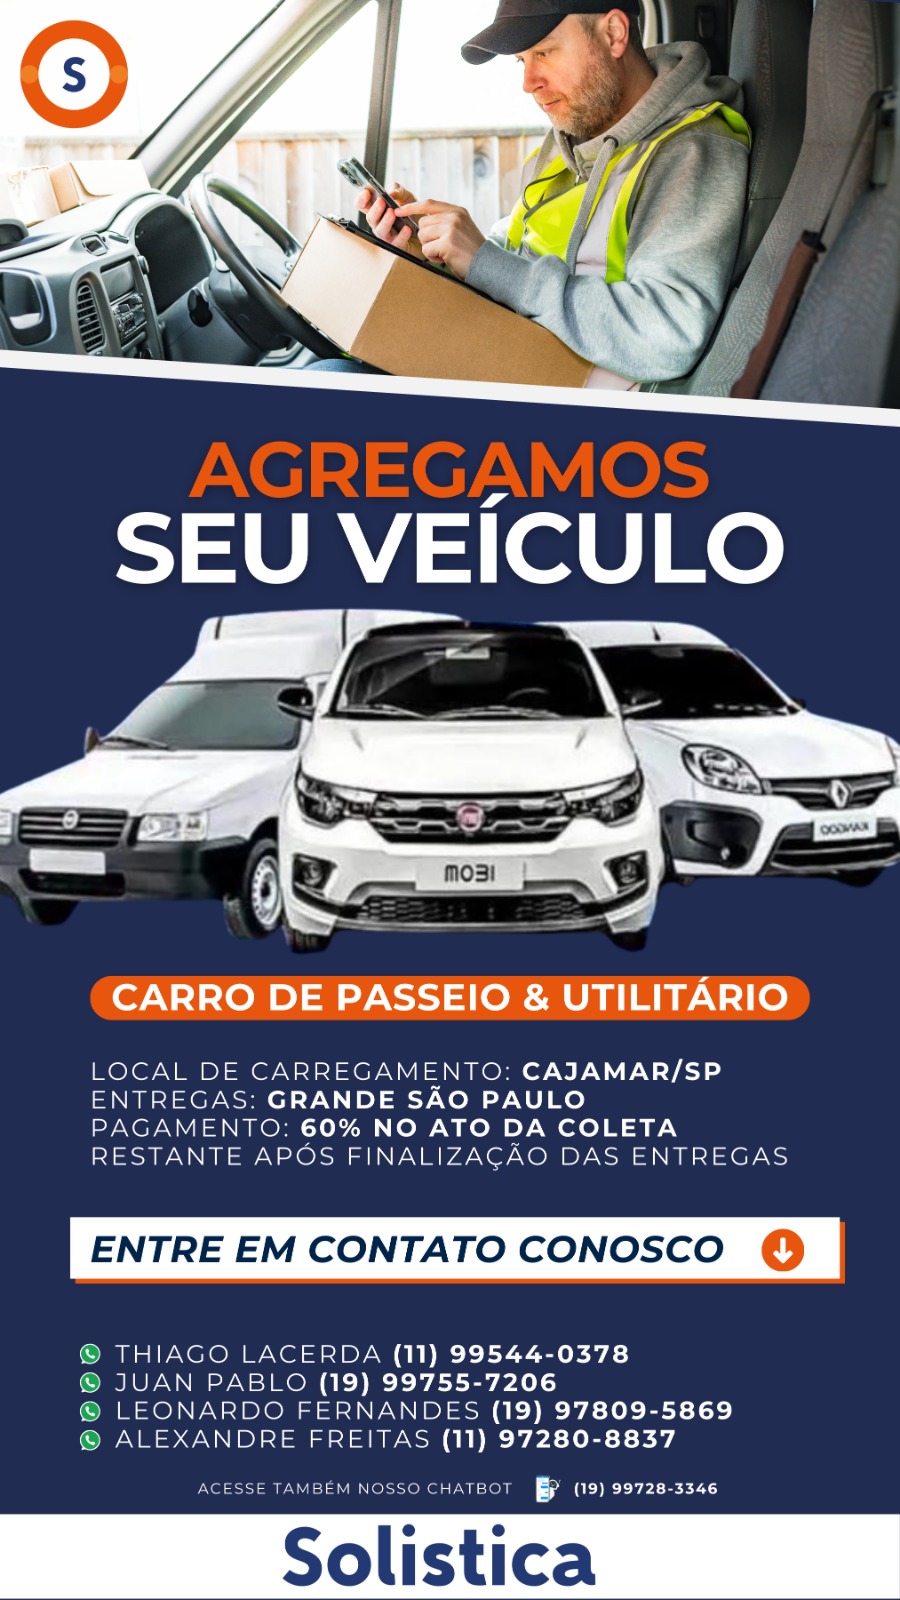 S
AGREGAMOS
SEU VEÍCULO
MOBI
KANGOO
CARRO DE PASSEIO & UTILITÁRIO
LOCAL DE CARREGAMENTO: CAJAMAR/SP
ENTREGAS: GRANDE SÃO PAULO
PAGAMENTO: 60% NO ATO DA COLETA
RESTANTE APÓS FINALIZAÇÃO DAS ENTREGAS
ENTRE EM CONTATO CONOSCO
THIAGO LACERDA (11) 99544-0378
JUAN PABLO (19) 99755-7206
LEONARDO FERNANDES (19) 97809-5869
ALEXANDRE FREITAS (11) 97280-8837
ACESSE TAMBÉM NOSSO CHATBOT (19) 99728-3346
Solistica